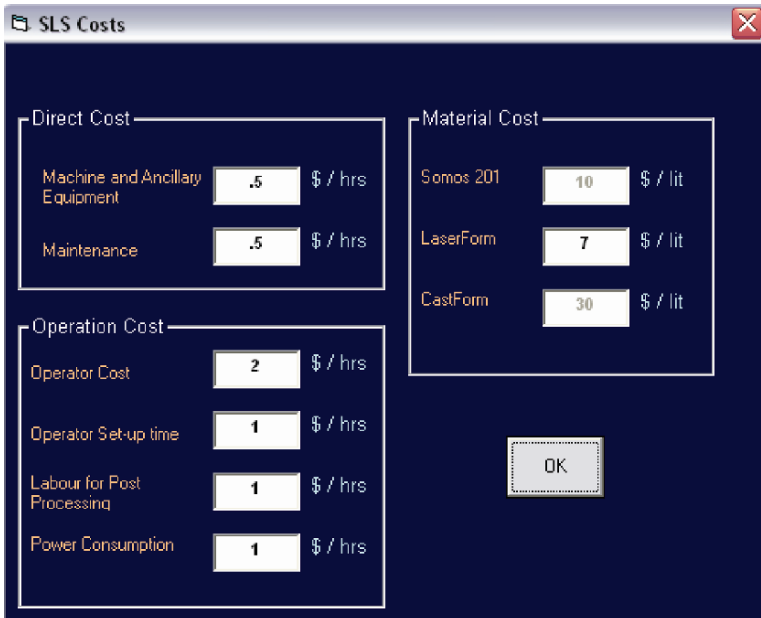 SLS Costs
Direct Cost
Machine and Ancillary
Equipment
.5
$ / hrs
Maintenance
.5
$ / hrs
Operation Cost
Operator Cost
2
$ / hrs
Operator Set-up time
1
$ / hrs
Labour for Post
Processing
1
$ / hrs
Power Consumption
1
$ / hrs
Material Cost
Somos 201
10
$ / lit
LaserForm
7
$ / lit
CastForm
30
$ / lit
OK